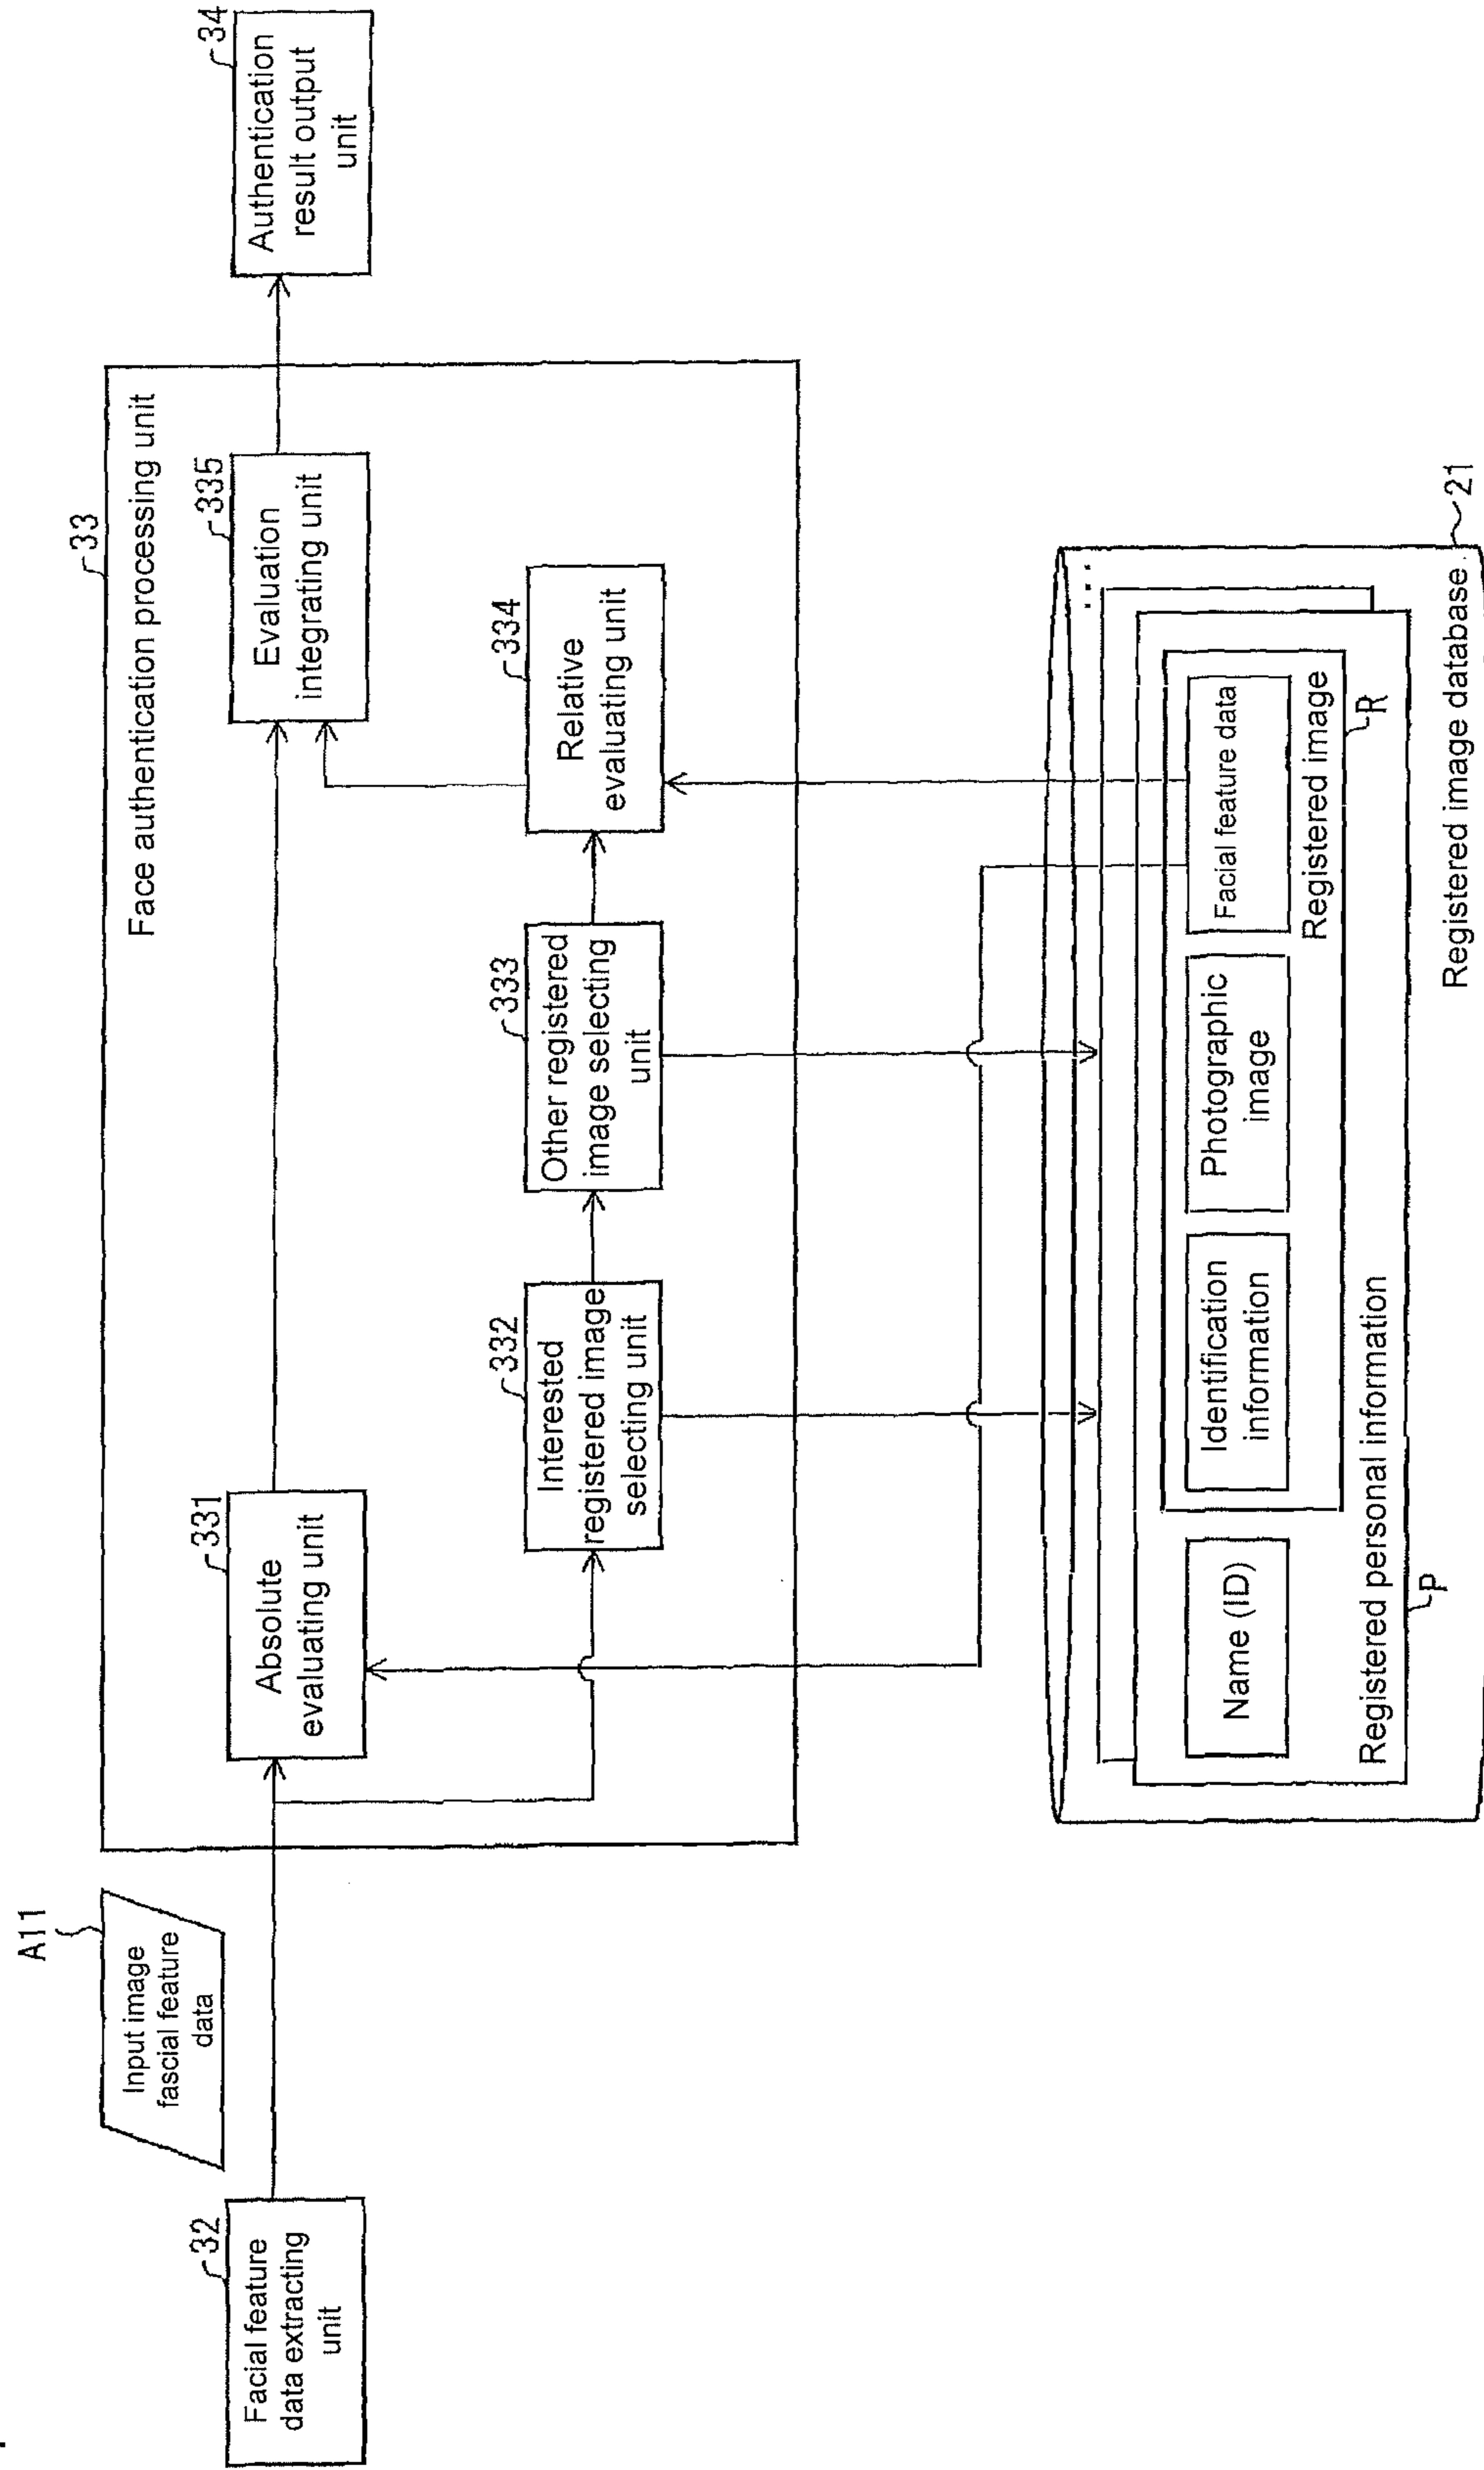 Facial feature
data extracting
unit
32
A11
Input image
fascial feature
data
33
Face authentication processing unit
331
Absolute
evaluating unit
332
Interested
registered image
selecting unit
333
Other registered
image selecting
unit
334
Relative
evaluating unit
335
Evaluation
integrating unit
34
Authentication
result output
unit
Name (ID)
Identification
information
Photographic
image
Facial feature data
Registered image
R
Registered personal information
P
...
Registered image database
21